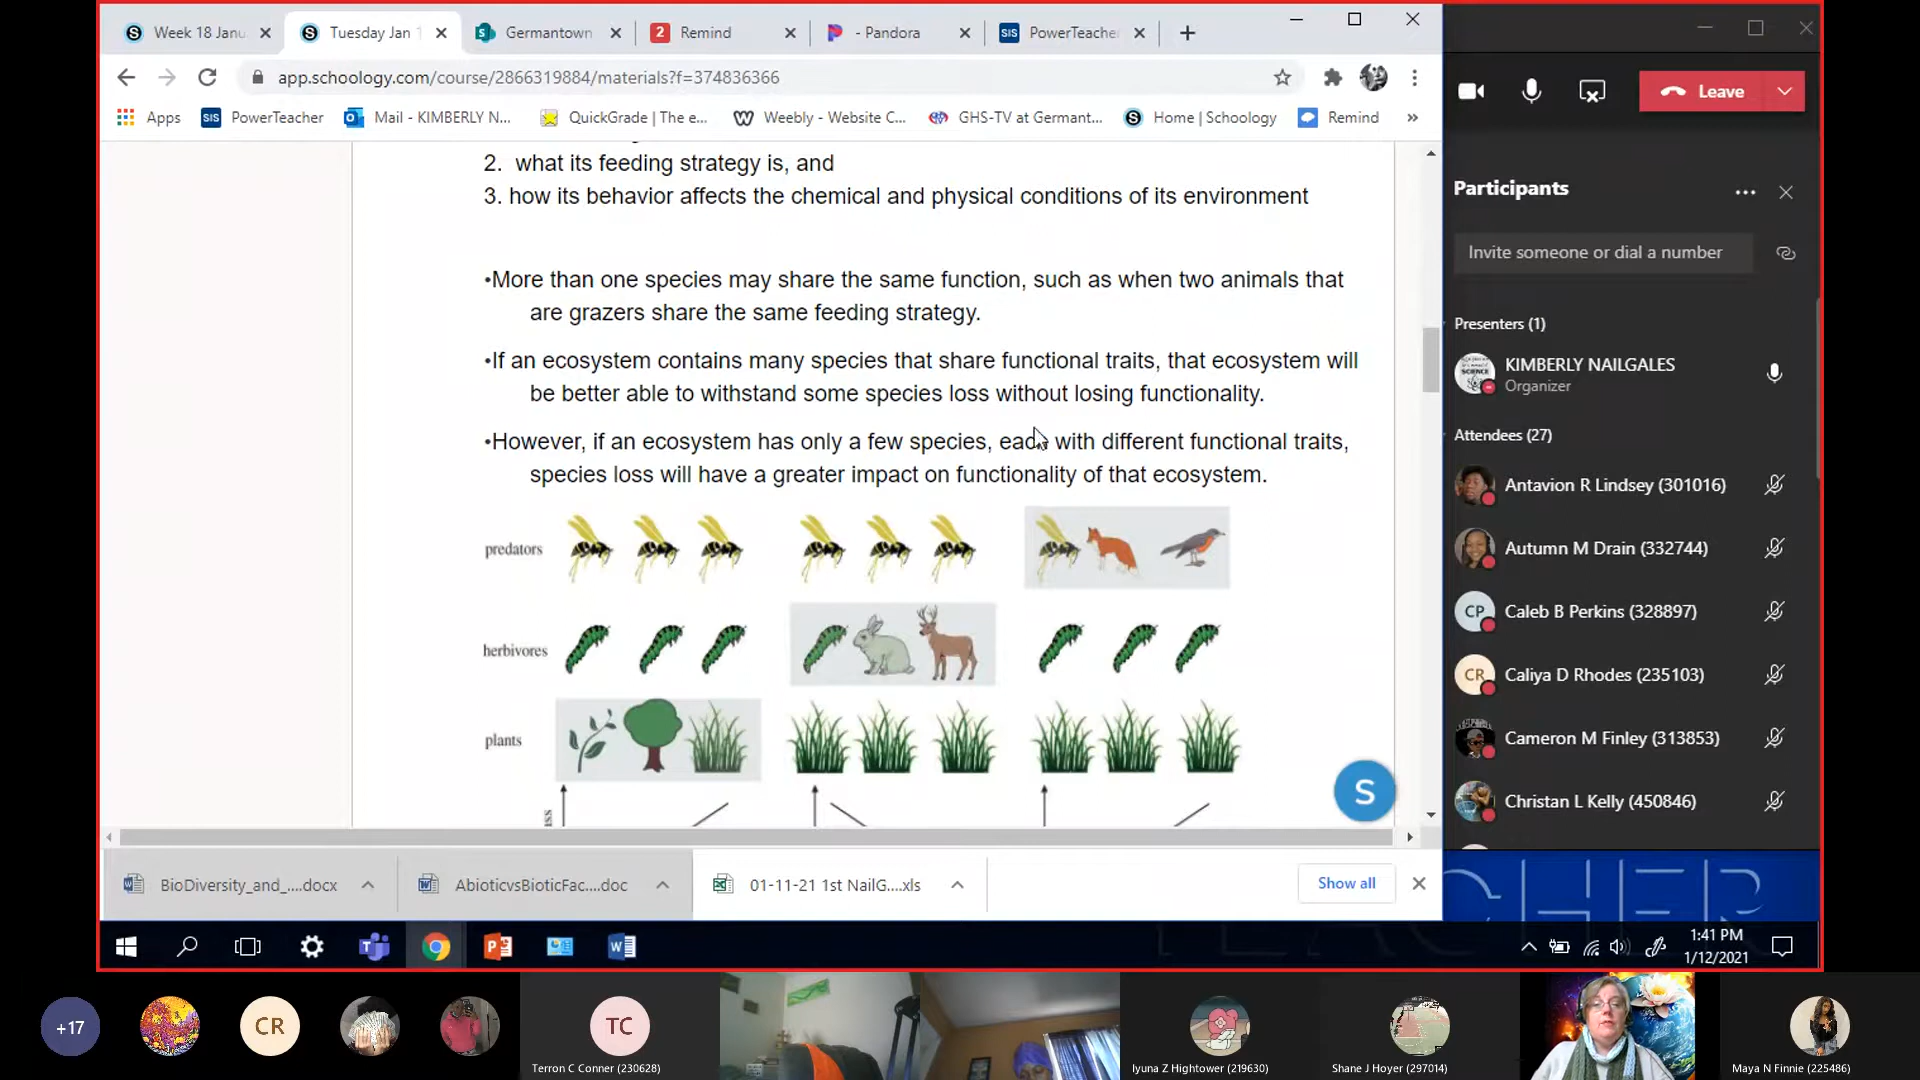 Week 18 Janu
Tuesday Jan 1
Germantown
2 Remind
- Pandora
SIS PowerTeache
app.schoology.com/course/2866319884/materials?f=374836366
Leave
Apps
SIS PowerTeacher
Mail - KIMBERLY N...
QuickGrade | The e...
Weebly - Website C...
GHS-TV at Germant...
Home | Schoology
Remind
»
2. what its feeding strategy is, and
3. how its behavior affects the chemical and physical conditions of its environment
•More than one species may share the same function, such as when two animals that
are grazers share the same feeding strategy.
•If an ecosystem contains many species that share functional traits, that ecosystem will
be better able to withstand some species loss without losing functionality.
•However, if an ecosystem has only a few species, each with different functional traits,
species loss will have a greater impact on functionality of that ecosystem.
predators
herbivores
plants
S
Participants
Invite someone or dial a number
Presenters (1)
KIMBERLY NAILGALES
Organizer
Attendees (27)
Antavion R Lindsey (301016)
Autumn M Drain (332744)
CP Caleb B Perkins (328897)
CR Caliya D Rhodes (235103)
Cameron M Finley (313853)
Christan L Kelly (450846)
BioDiversity_and_....docx
AbioticvsBioticFac....doc
01-11-21 1st NailG....xls
Show all
TEACHER
1:41 PM
1/12/2021
+17
CR
TC
Terron C Conner (230628)
Iyuna Z Hightower (219630)
Shane J Hoyer (297014)
Maya N Finnie (225486)